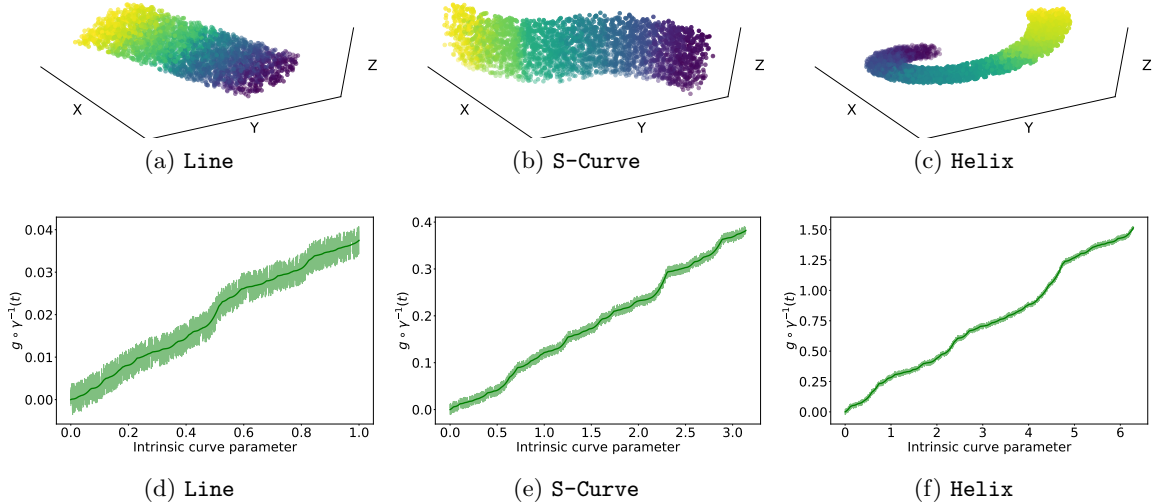 X
Y
Z
X
Y
Z
X
Y
Z
(a) Line
(b) S-Curve
(c) Helix
0.04
0.03
0.02
0.01
0.00
g ∘ γ⁻¹(t)
0.0 0.2 0.4 0.6 0.8 1.0
Intrinsic curve parameter
0.4
0.3
0.2
0.1
0.0
g ∘ γ⁻¹(t)
0.0 0.5 1.0 1.5 2.0 2.5 3.0
Intrinsic curve parameter
1.50
1.25
1.00
0.75
0.50
0.25
0.00
g ∘ γ⁻¹(t)
0 1 2 3 4 5 6
Intrinsic curve parameter
(d) Line
(e) S-Curve
(f) Helix